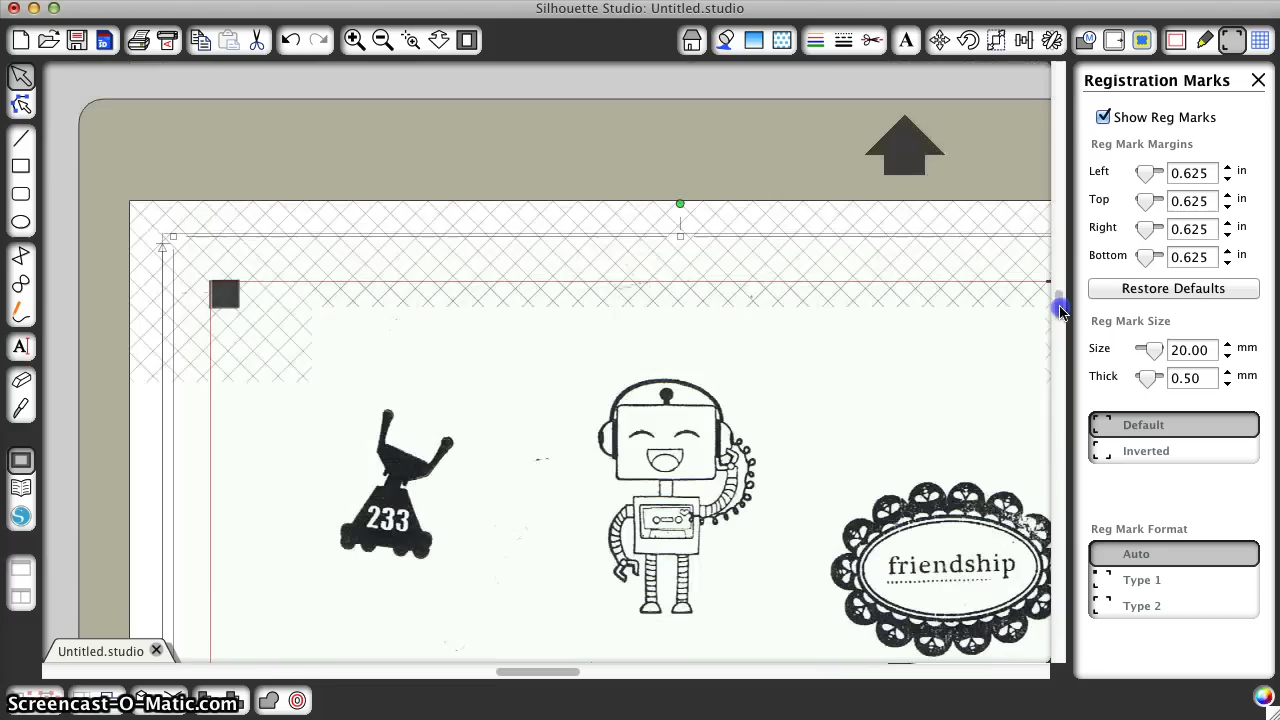 Silhouette Studio: Untitled.studio
A
A
S
M
Registration Marks
Show Reg Marks
Reg Mark Margins
Left 0.625 in
Top 0.625 in
Right 0.625 in
Bottom 0.625 in
Restore Defaults
Reg Mark Size
Size 20.00 mm
Thick 0.50 mm
Default
Inverted
Reg Mark Format
Auto
Type 1
Type 2
233
friendship
Untitled.studio
Screencast-O-Matic.com